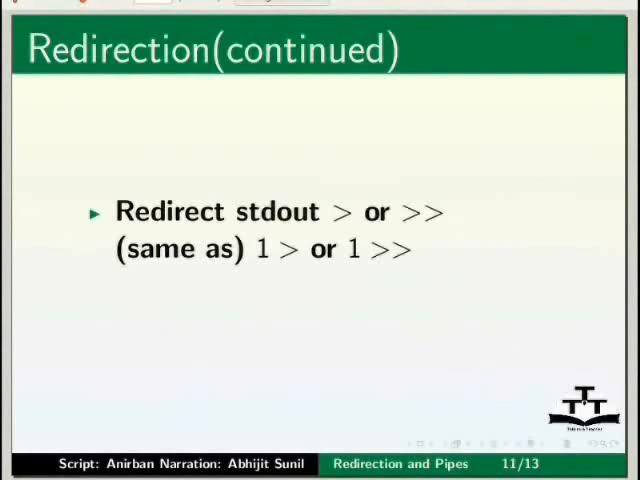 Redirection(continued)
Redirect stdout > or >>
(same as) 1 > or 1 >>
TTT
Script: Anirban Narration: Abhijit Sunil Redirection and Pipes 11/13